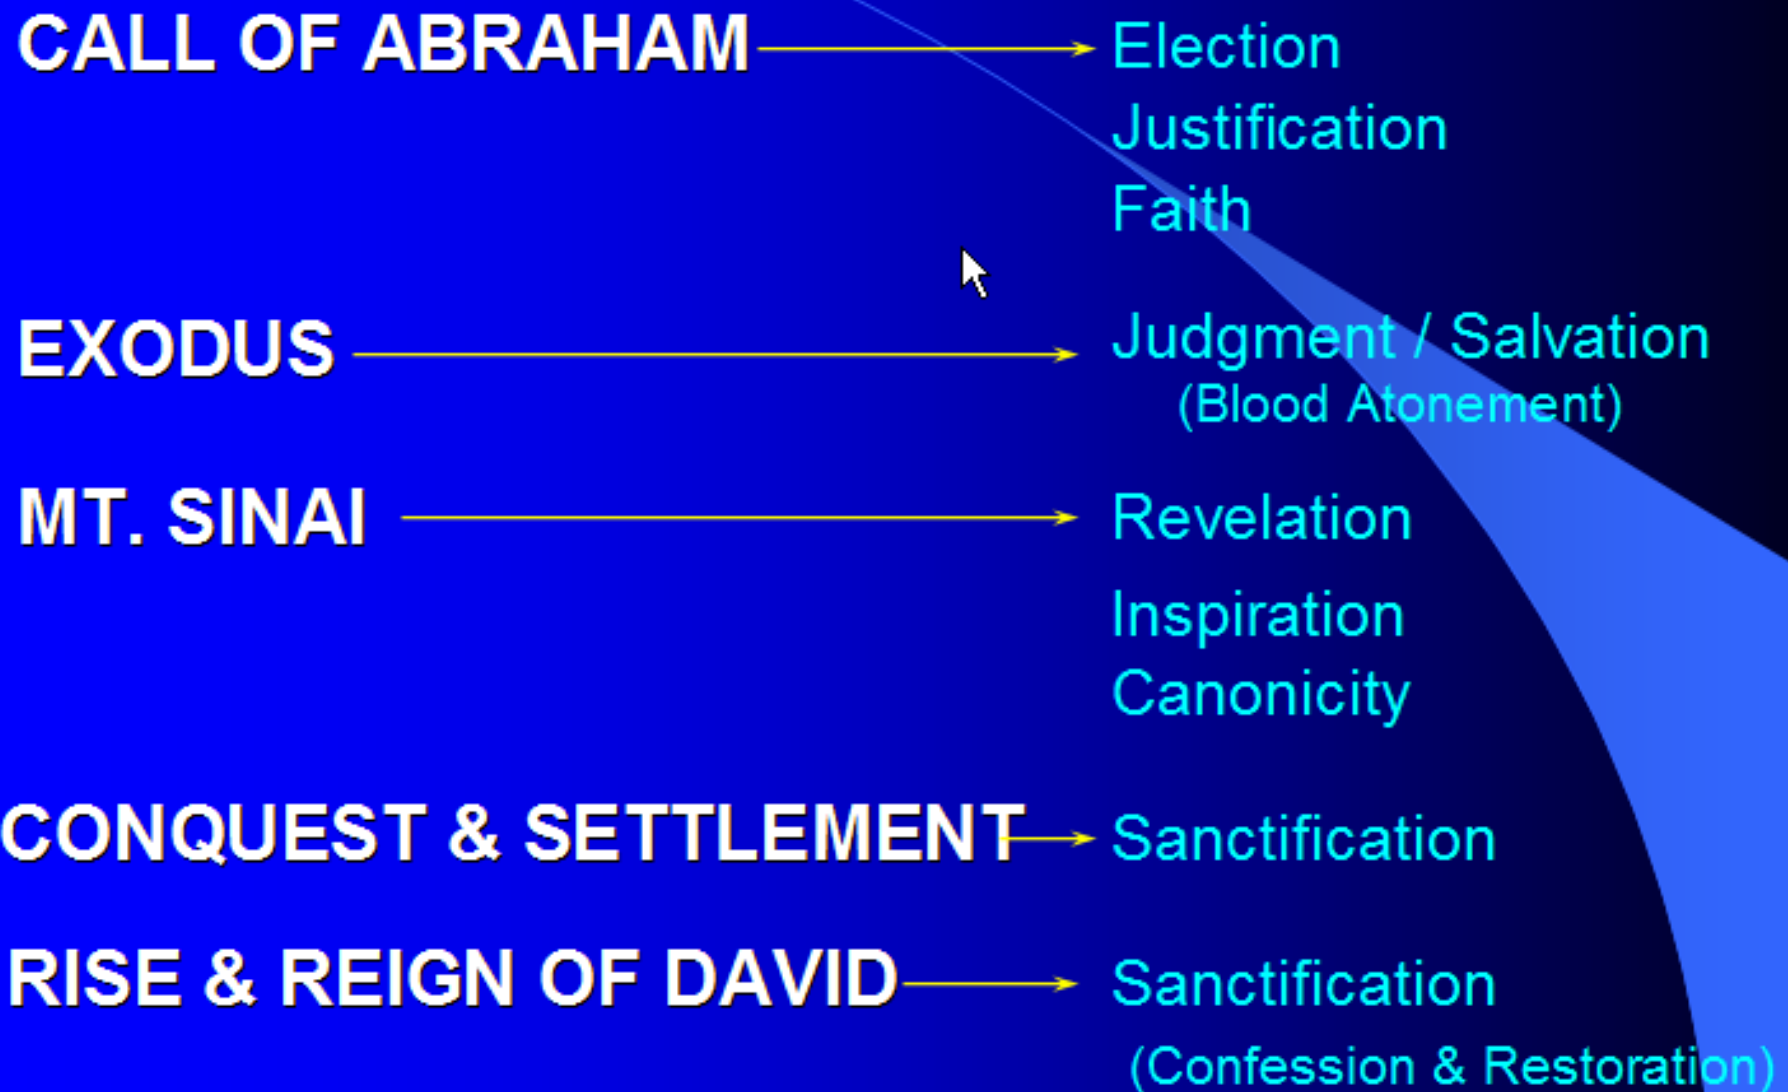 CALL OF ABRAHAM Election
Justification
Faith
EXODUS Judgment / Salvation
(Blood Atonement)
MT. SINAI Revelation
Inspiration
Canonicity
CONQUEST & SETTLEMENT Sanctification
RISE & REIGN OF DAVID Sanctification
(Confession & Restoration)